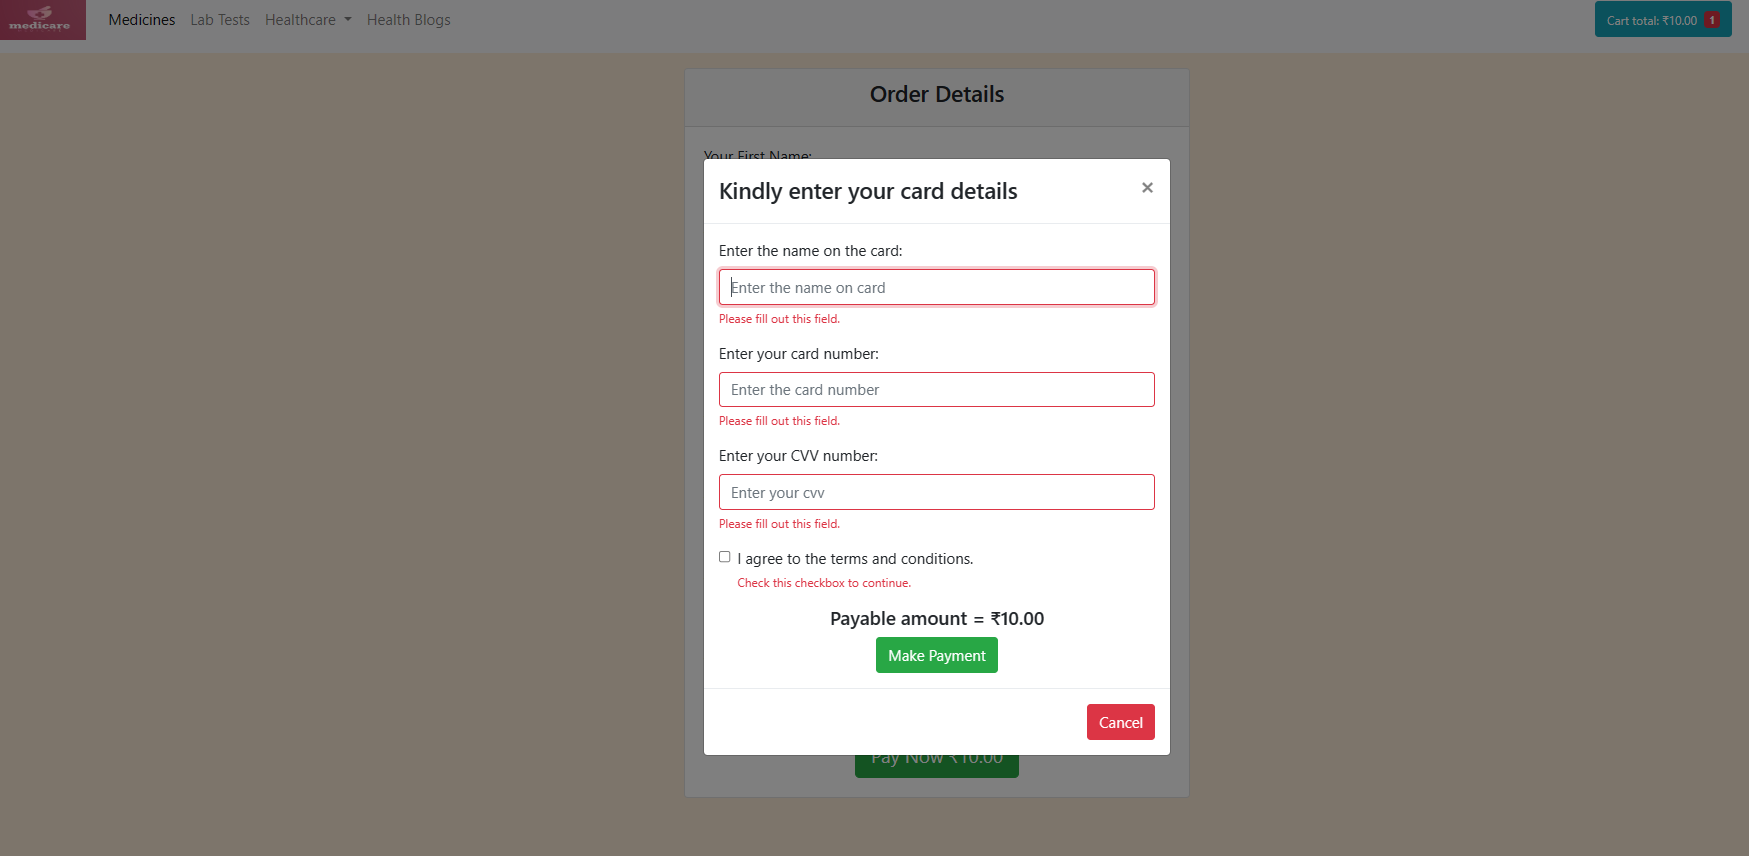 medicare
Medicines Lab Tests Healthcare Health Blogs
Cart total: ₹10.00 1
Order Details
Your First Name:
Kindly enter your card details
×
Enter the name on the card:
Enter the name on card
Please fill out this field.
Enter your card number:
Enter the card number
Please fill out this field.
Enter your CVV number:
Enter your cvv
Please fill out this field.
I agree to the terms and conditions.
Check this checkbox to continue.
Payable amount = ₹10.00
Make Payment
Cancel
Pay Now ₹10.00